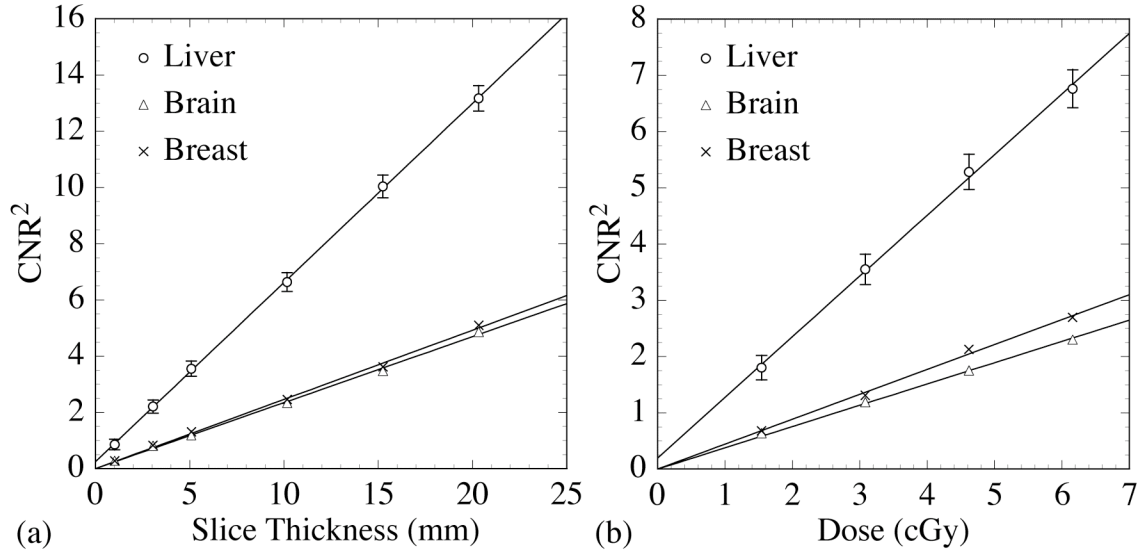 16
14
12
10
8
6
4
2
0
CNR²
Liver
Brain
Breast
0 5 10 15 20 25
(a) Slice Thickness (mm)
8
7
6
5
4
3
2
1
0
CNR²
Liver
Brain
Breast
0 1 2 3 4 5 6 7
(b) Dose (cGy)